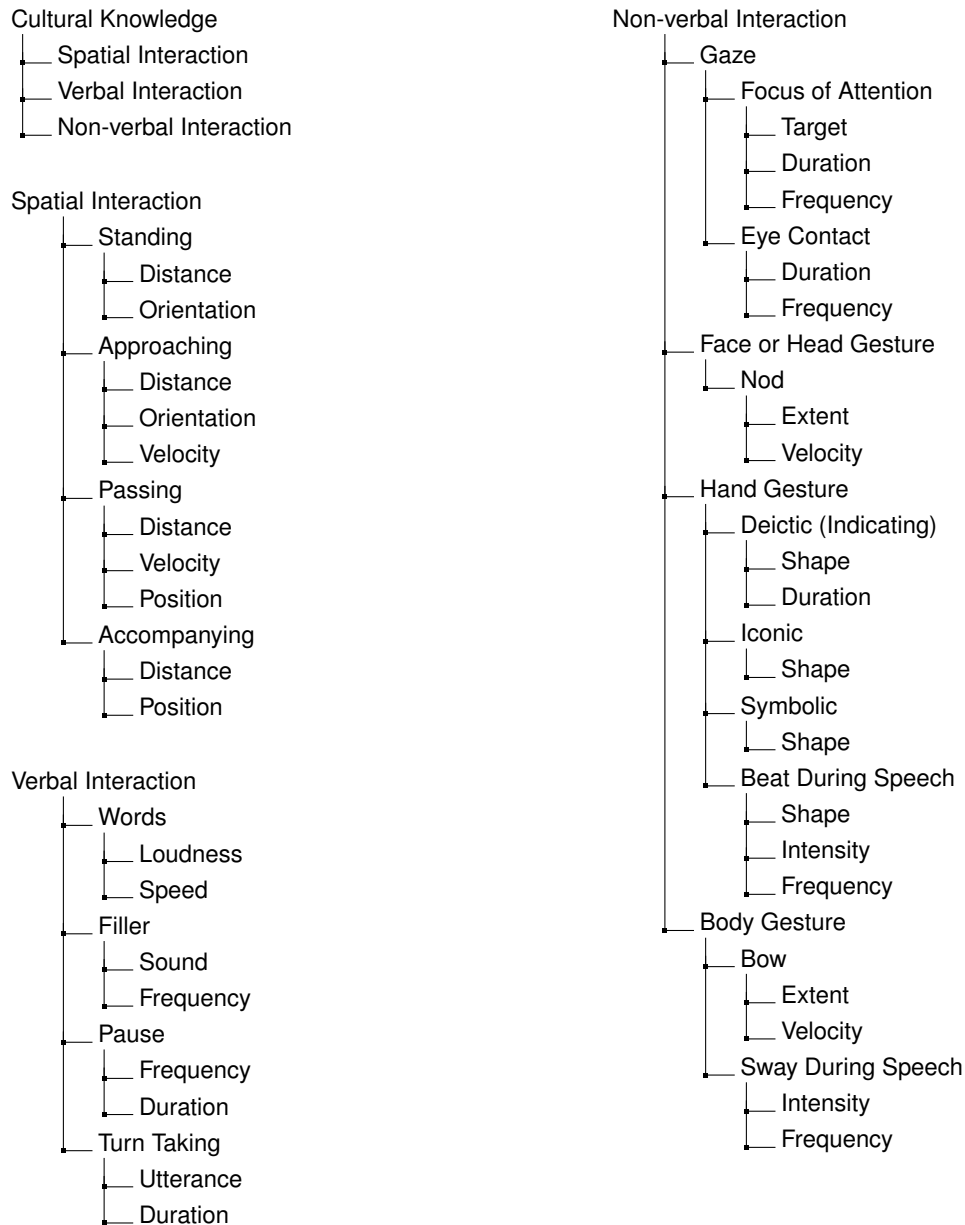 Cultural Knowledge
Spatial Interaction
Verbal Interaction
Non-verbal Interaction
Spatial Interaction
Standing
Distance
Orientation
Approaching
Distance
Orientation
Velocity
Passing
Distance
Velocity
Position
Accompanying
Distance
Position
Verbal Interaction
Words
Loudness
Speed
Filler
Sound
Frequency
Pause
Frequency
Duration
Turn Taking
Utterance
Duration
Non-verbal Interaction
Gaze
Focus of Attention
Target
Duration
Frequency
Eye Contact
Duration
Frequency
Face or Head Gesture
Nod
Extent
Velocity
Hand Gesture
Deictic (Indicating)
Shape
Duration
Iconic
Shape
Symbolic
Shape
Beat During Speech
Shape
Intensity
Frequency
Body Gesture
Bow
Extent
Velocity
Sway During Speech
Intensity
Frequency